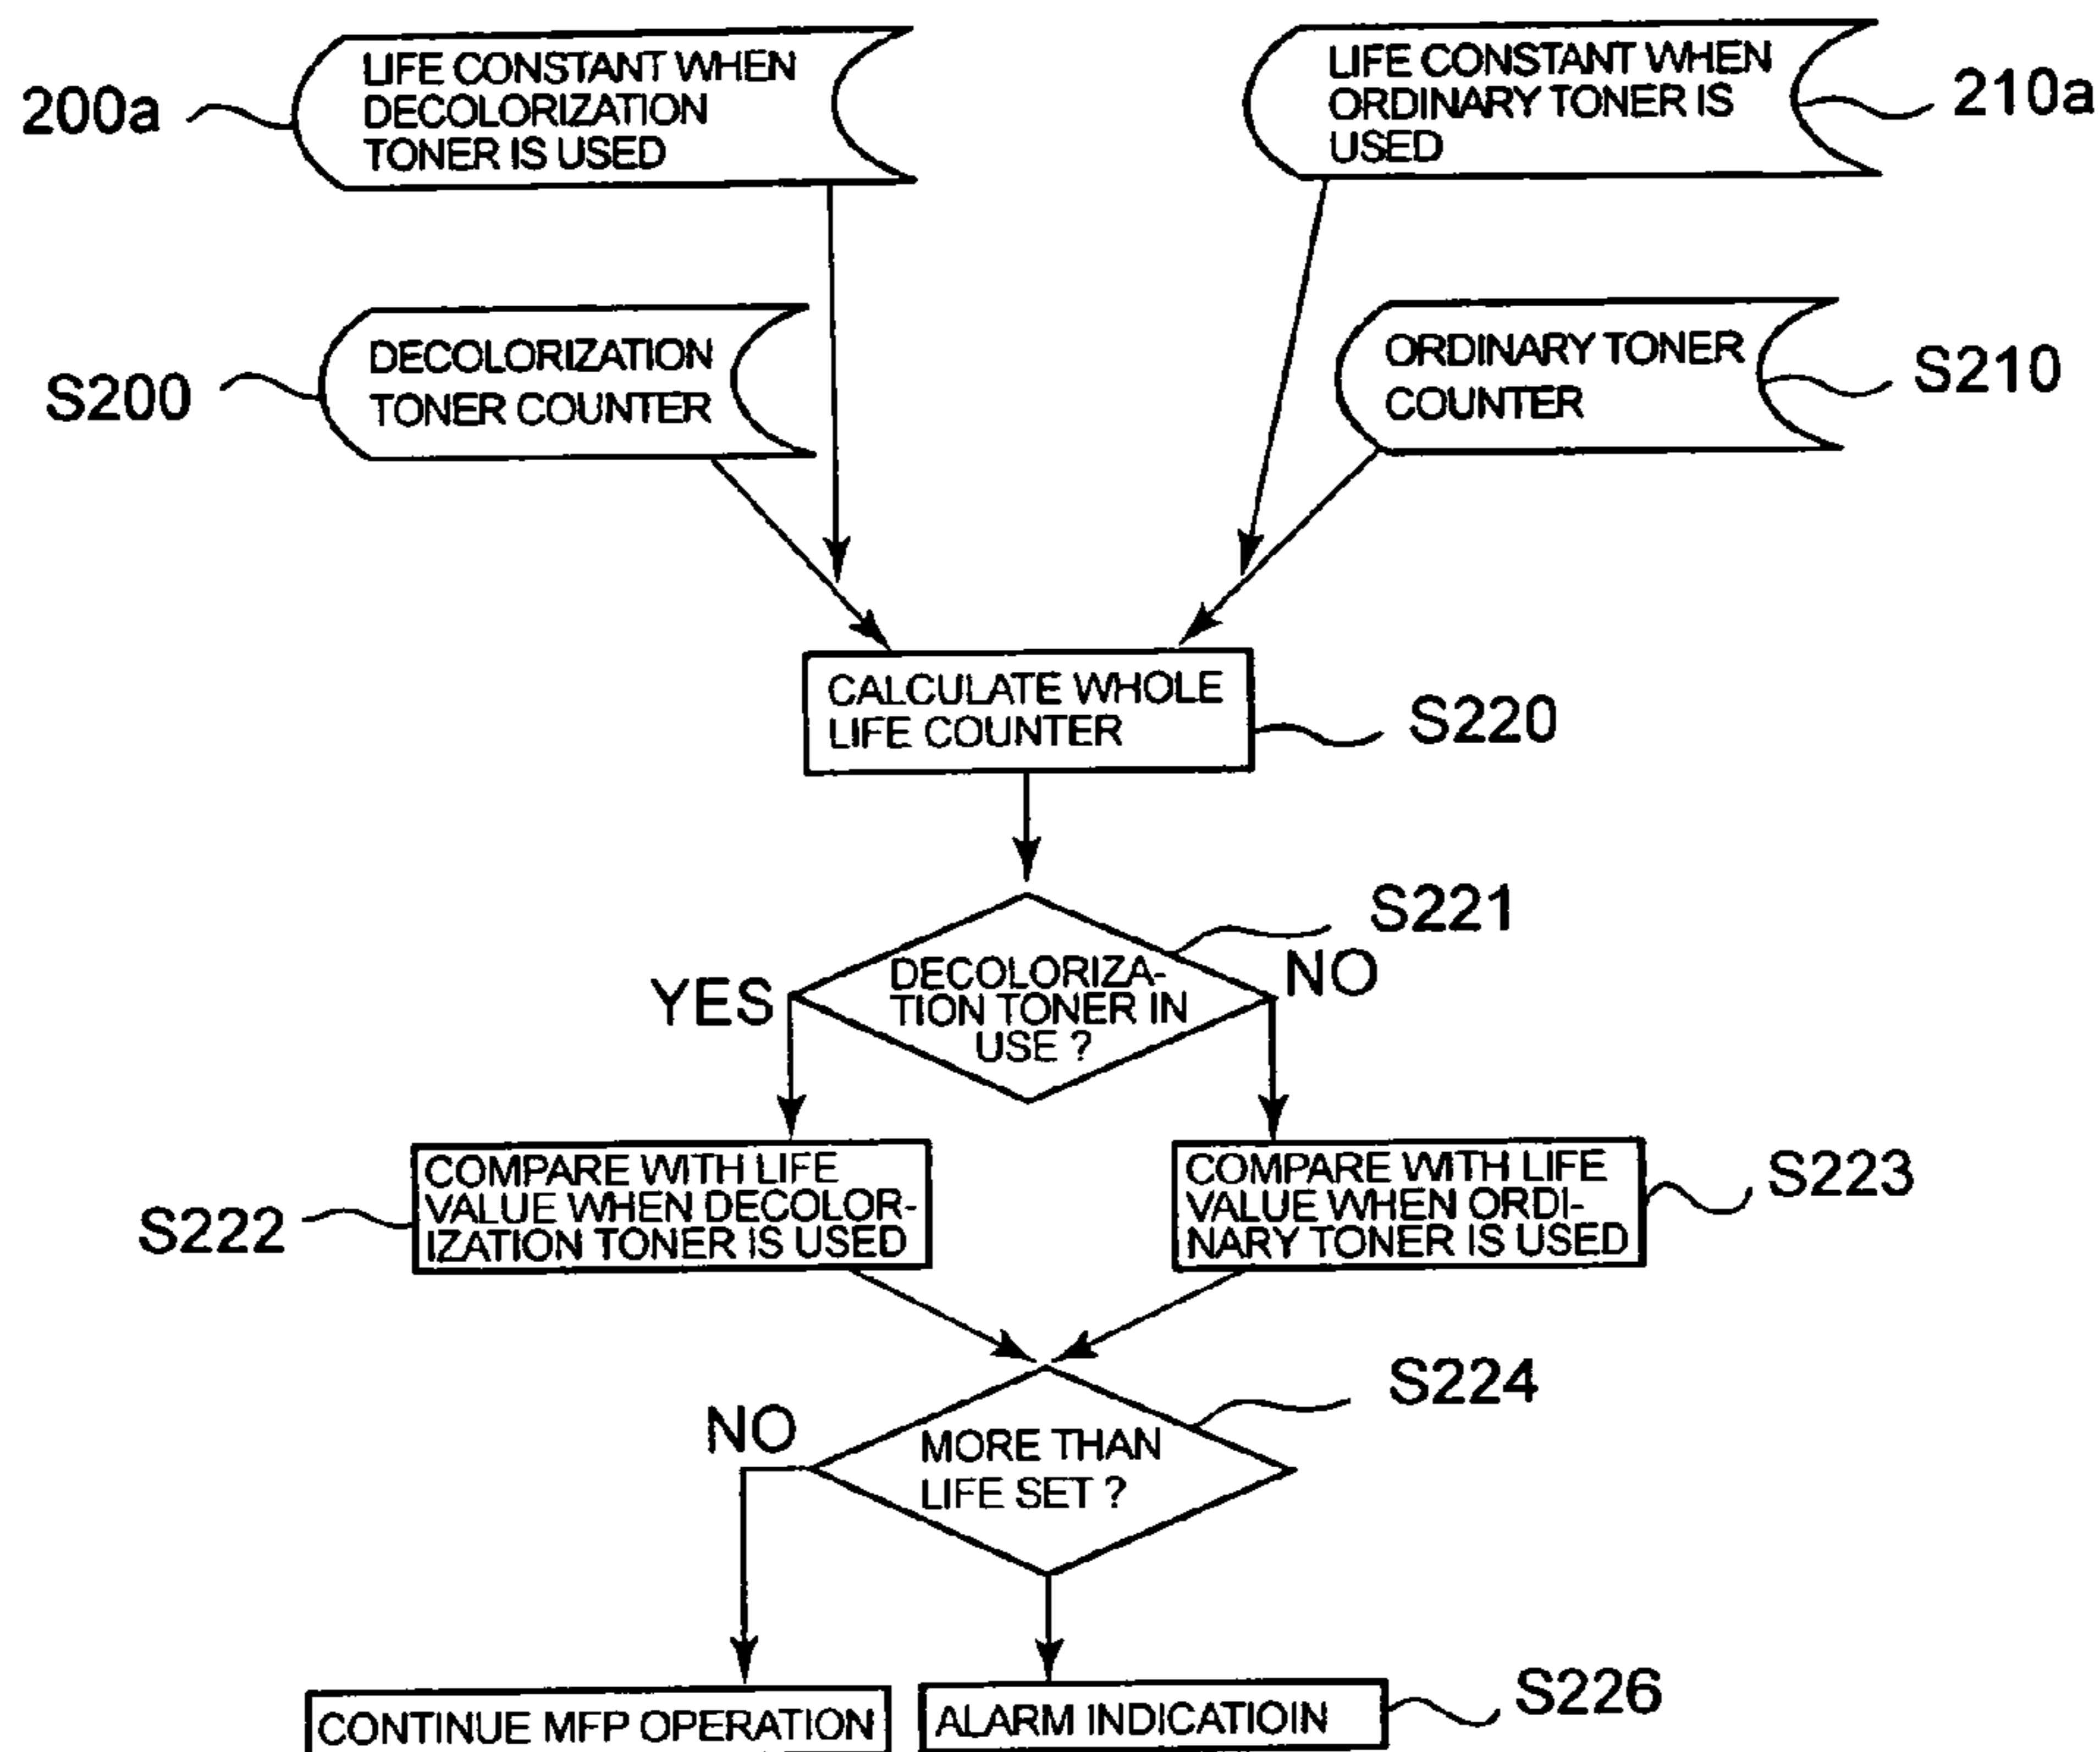 LIFE CONSTANT WHEN
DECOLORIZATION
TONER IS USED
200a
LIFE CONSTANT WHEN
ORDINARY TONER IS
USED
210a
DECOLORIZATION
TONER COUNTER
S200
ORDINARY TONER
COUNTER
S210
CALCULATE WHOLE
LIFE COUNTER
S220
S221
DECOLORIZA-
TION TONER IN
USE ?
YES
NO
COMPARE WITH LIFE
VALUE WHEN DECOLOR-
IZATION TONER IS USED
S222
COMPARE WITH LIFE
VALUE WHEN ORDI-
NARY TONER IS USED
S223
S224
MORE THAN
LIFE SET ?
NO
CONTINUE MFP OPERATION
ALARM INDICATIOIN
S226